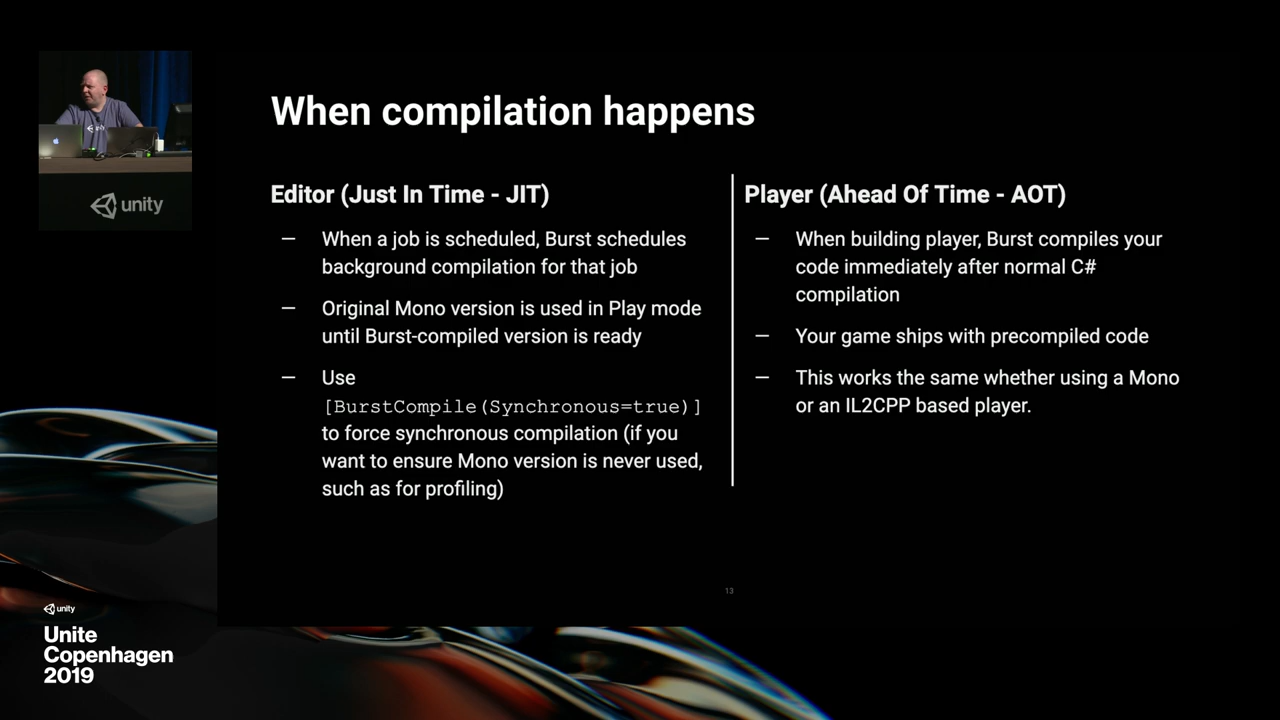 When compilation happens
Editor (Just In Time - JIT)
— When a job is scheduled, Burst schedules
background compilation for that job
— Original Mono version is used in Play mode
until Burst-compiled version is ready
— Use
[BurstCompile(Synchronous=true)]
to force synchronous compilation (if you
want to ensure Mono version is never used,
such as for profiling)
Player (Ahead Of Time - AOT)
— When building player, Burst compiles your
code immediately after normal C#
compilation
— Your game ships with precompiled code
— This works the same whether using a Mono
or an IL2CPP based player.
13
unity
unity
unity
Unite
Copenhagen
2019